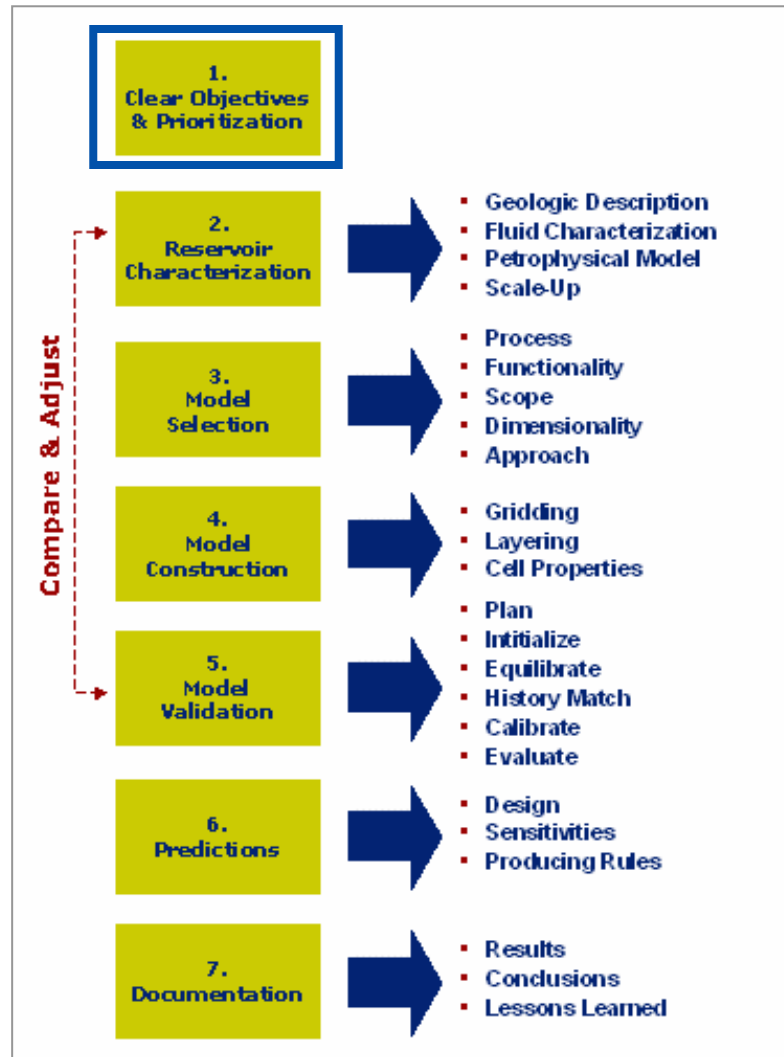 1.
Clear Objectives
& Prioritization
2.
Reservoir
Characterization
▪ Geologic Description
▪ Fluid Characterization
▪ Petrophysical Model
▪ Scale-Up
3.
Model
Selection
▪ Process
▪ Functionality
▪ Scope
▪ Dimensionality
▪ Approach
4.
Model
Construction
▪ Gridding
▪ Layering
▪ Cell Properties
5.
Model
Validation
▪ Plan
▪ Intitialize
▪ Equilibrate
▪ History Match
▪ Calibrate
▪ Evaluate
6.
Predictions
▪ Design
▪ Sensitivities
▪ Producing Rules
7.
Documentation
▪ Results
▪ Conclusions
▪ Lessons Learned
Compare & Adjust